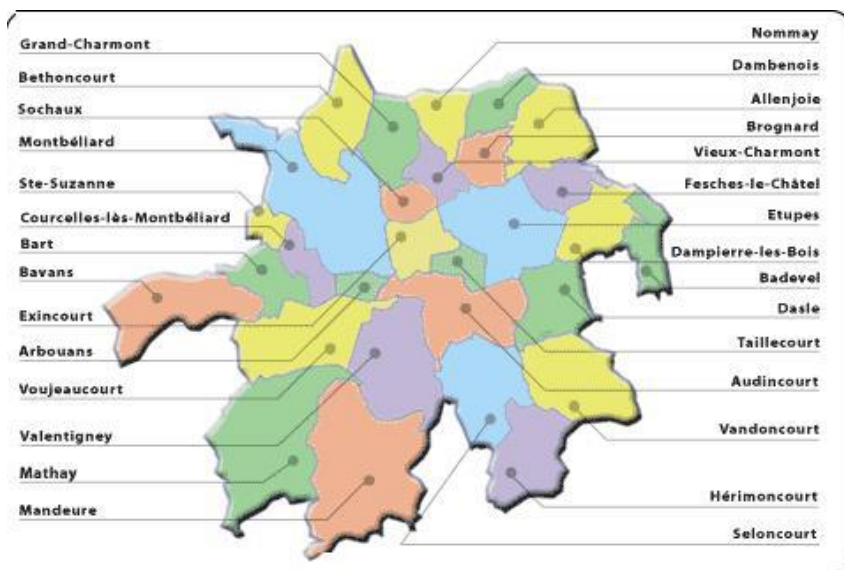 Grand-Charmont
Bethoncourt
Sochaux
Montbéliard
Ste-Suzanne
Courcelles-lès-Montbéliard
Bart
Bavans
Exincourt
Arbouans
Voujeaucourt
Valentigney
Mathay
Mandeure
Nommay
Dambenois
Allenjoie
Brognard
Vieux-Charmont
Fesches-le-Châtel
Etupes
Dampierre-les-Bois
Badevel
Dasle
Taillecourt
Audincourt
Vandoncourt
Hérimoncourt
Seloncourt